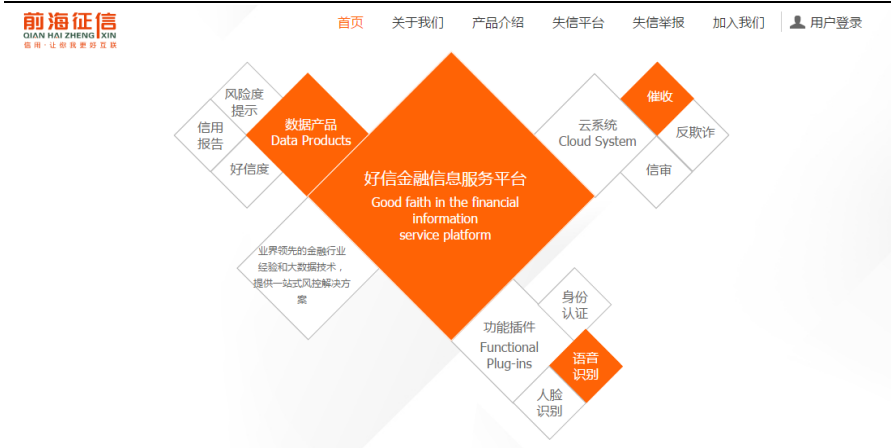 前海征信
QIAN HAI ZHENG XIN
信用·让你我更好互联
首页 关于我们 产品介绍 失信平台 失信举报 加入我们 用户登录
风险度
提示
信用
报告
好信度
数据产品
Data Products
好信金融信息服务平台
Good faith in the financial
information
service platform
云系统
Cloud System
催收
反欺诈
信审
业界领先的金融行业
经验和大数据技术，
提供一站式风控解决方
案
功能插件
Functional
Plug-ins
身份
认证
语音
识别
人脸
识别